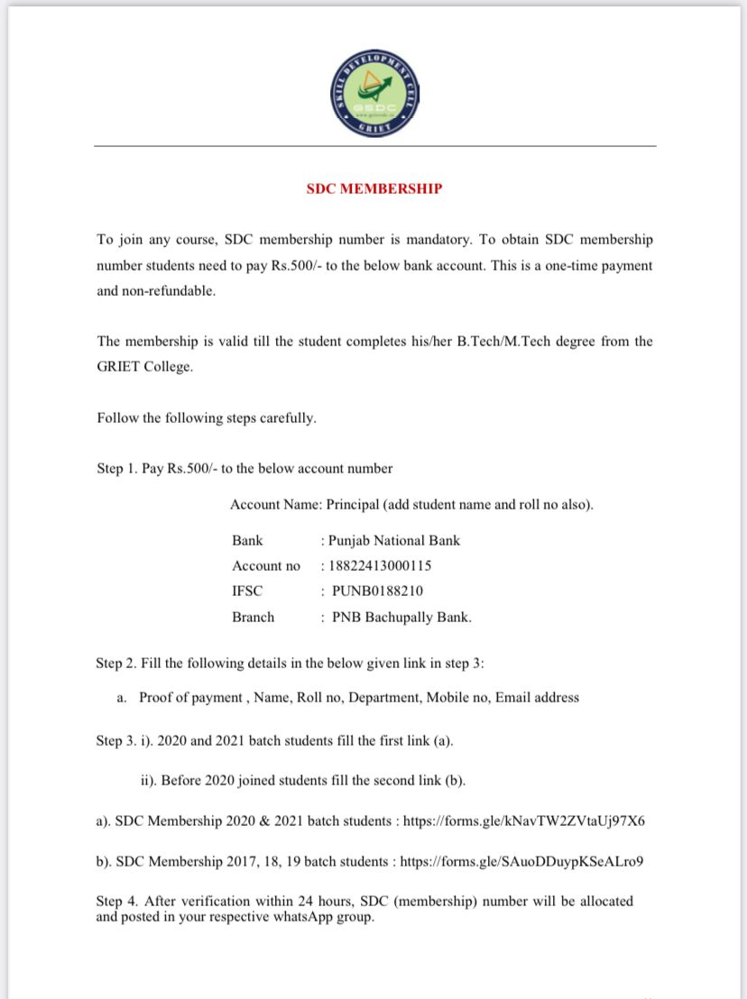 SKILL DEVELOPMENT CELL
GSDC
GRIET
SDC MEMBERSHIP
To join any course, SDC membership number is mandatory. To obtain SDC membership
number students need to pay Rs.500/- to the below bank account. This is a one-time payment
and non-refundable.
The membership is valid till the student completes his/her B.Tech/M.Tech degree from the
GRIET College.
Follow the following steps carefully.
Step 1. Pay Rs.500/- to the below account number
Account Name: Principal (add student name and roll no also).
Bank : Punjab National Bank
Account no : 18822413000115
IFSC : PUNB0188210
Branch : PNB Bachupally Bank.
Step 2. Fill the following details in the below given link in step 3:
a. Proof of payment , Name, Roll no, Department, Mobile no, Email address
Step 3. i). 2020 and 2021 batch students fill the first link (a).
ii). Before 2020 joined students fill the second link (b).
a). SDC Membership 2020 & 2021 batch students : https://forms.gle/kNavTW2ZVtaUj97X6
b). SDC Membership 2017, 18, 19 batch students : https://forms.gle/SAuoDDuypKSeALro9
Step 4. After verification within 24 hours, SDC (membership) number will be allocated
and posted in your respective whatsApp group.